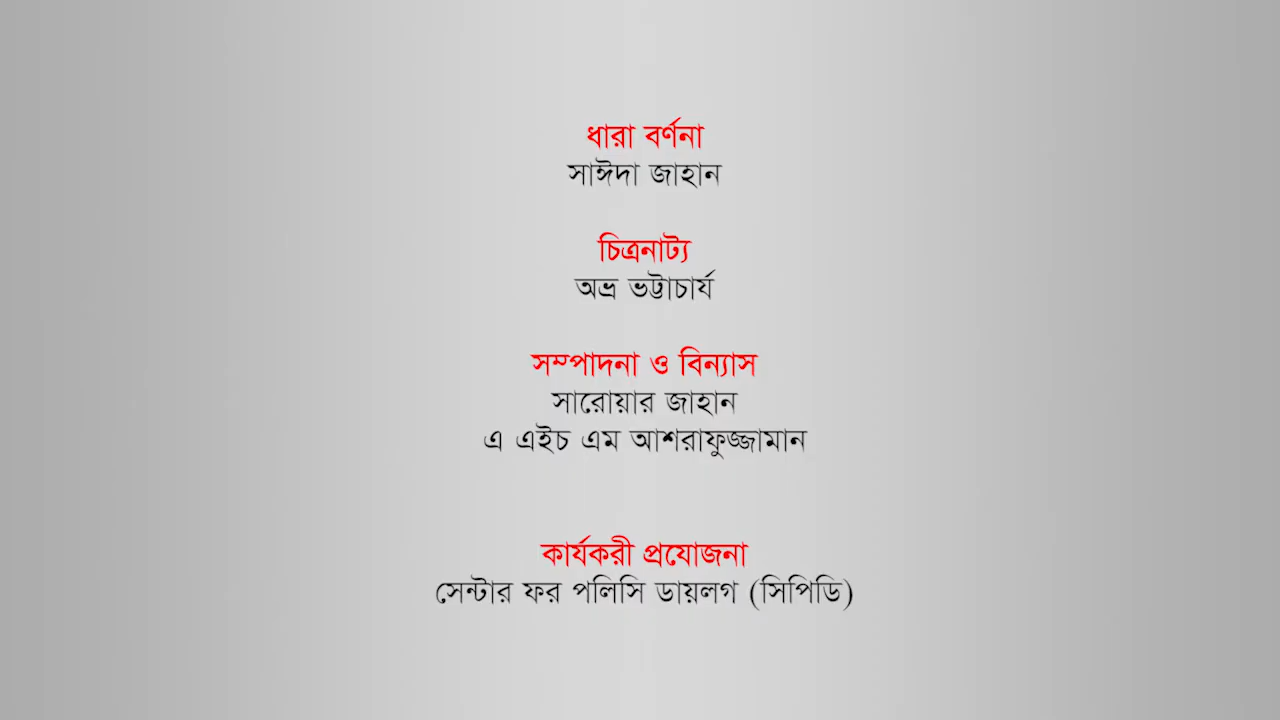 ধারা বর্ণনা
সাঈদা জাহান
চিত্রনাট্য
অভ্র ভট্টাচার্য
সম্পাদনা ও বিন্যাস
সারোয়ার জাহান
এ এইচ এম আশরাফুজ্জামান
কার্যকরী প্রযোজনা
সেন্টার ফর পলিসি ডায়লগ (সিপিডি)